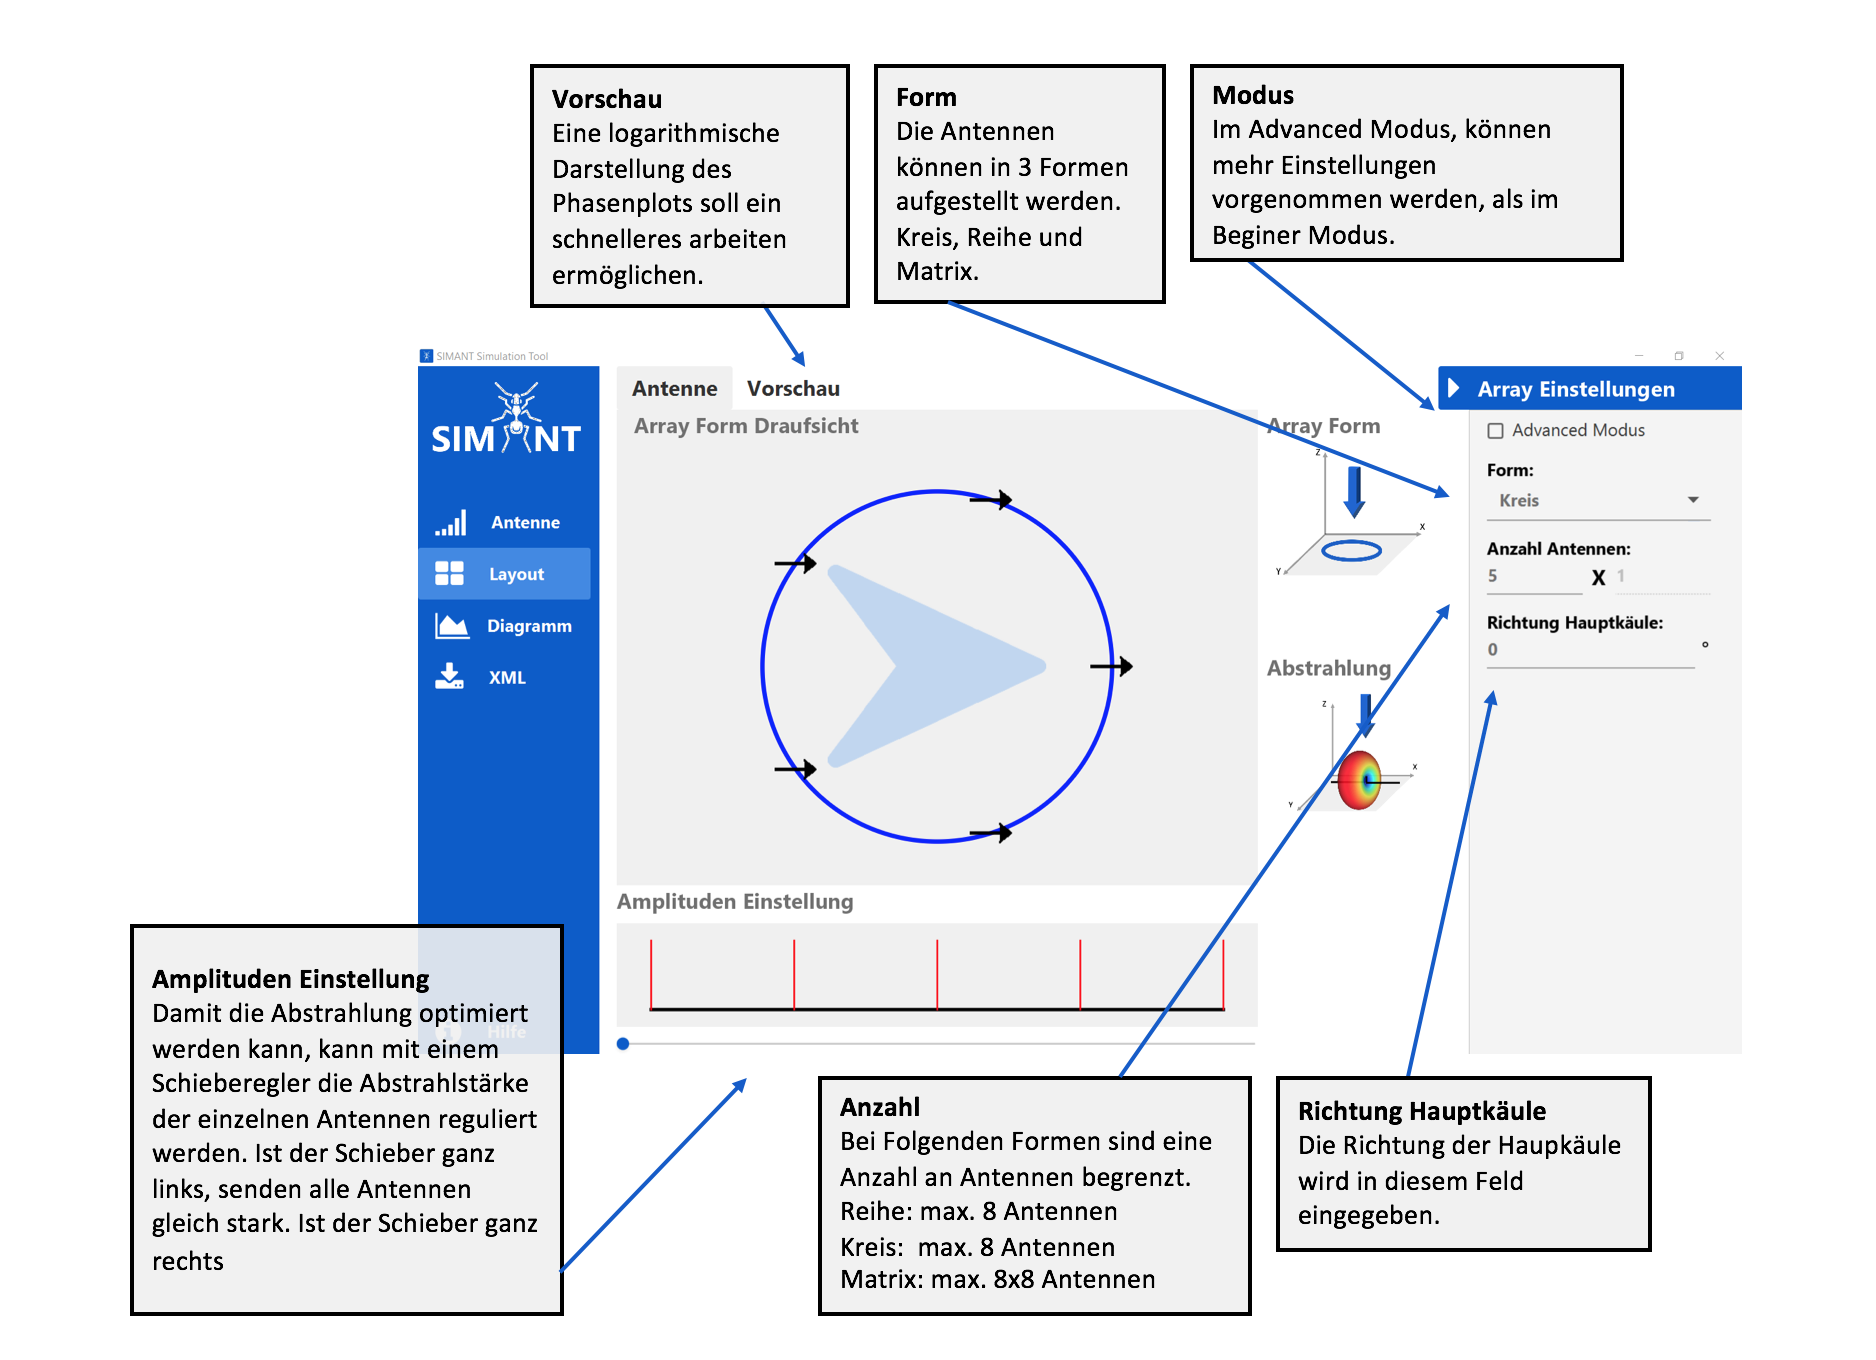 Vorschau
Eine logarithmische
Darstellung des
Phasenplots soll ein
schnelleres arbeiten
ermöglichen.
Form
Die Antennen
können in 3 Formen
aufgestellt werden.
Kreis, Reihe und
Matrix.
Modus
Im Advanced Modus, können
mehr Einstellungen
vorgenommen werden, als im
Beginer Modus.
SIMANT Simulation Tool
SIMANT
Antenne
Layout
Diagramm
XML
Hilfe
Antenne
Vorschau
Array Form Draufsicht
Array Form
Z
X
Y
Abstrahlung
Z
X
Y
Amplituden Einstellung
Array Einstellungen
Advanced Modus
Form:
Kreis
Anzahl Antennen:
5 X 1
Richtung Hauptkäule:
0 °
Amplituden Einstellung
Damit die Abstrahlung optimiert
werden kann, kann mit einem
Schieberegler die Abstrahlstärke
der einzelnen Antennen reguliert
werden. Ist der Schieber ganz
links, senden alle Antennen
gleich stark. Ist der Schieber ganz
rechts
Anzahl
Bei Folgenden Formen sind eine
Anzahl an Antennen begrenzt.
Reihe: max. 8 Antennen
Kreis:  max. 8 Antennen
Matrix: max. 8x8 Antennen
Richtung Hauptkäule
Die Richtung der Haupkäule
wird in diesem Feld
eingegeben.